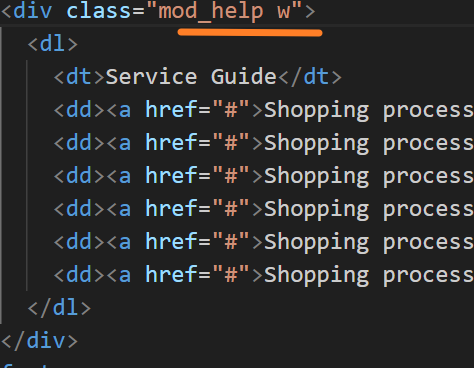 <div class="mod_help w">
<dl>
<dt>Service Guide</dt>
<dd><a href="#">Shopping process
<dd><a href="#">Shopping process
<dd><a href="#">Shopping process
<dd><a href="#">Shopping process
<dd><a href="#">Shopping process
<dd><a href="#">Shopping process
</dl>
</div>